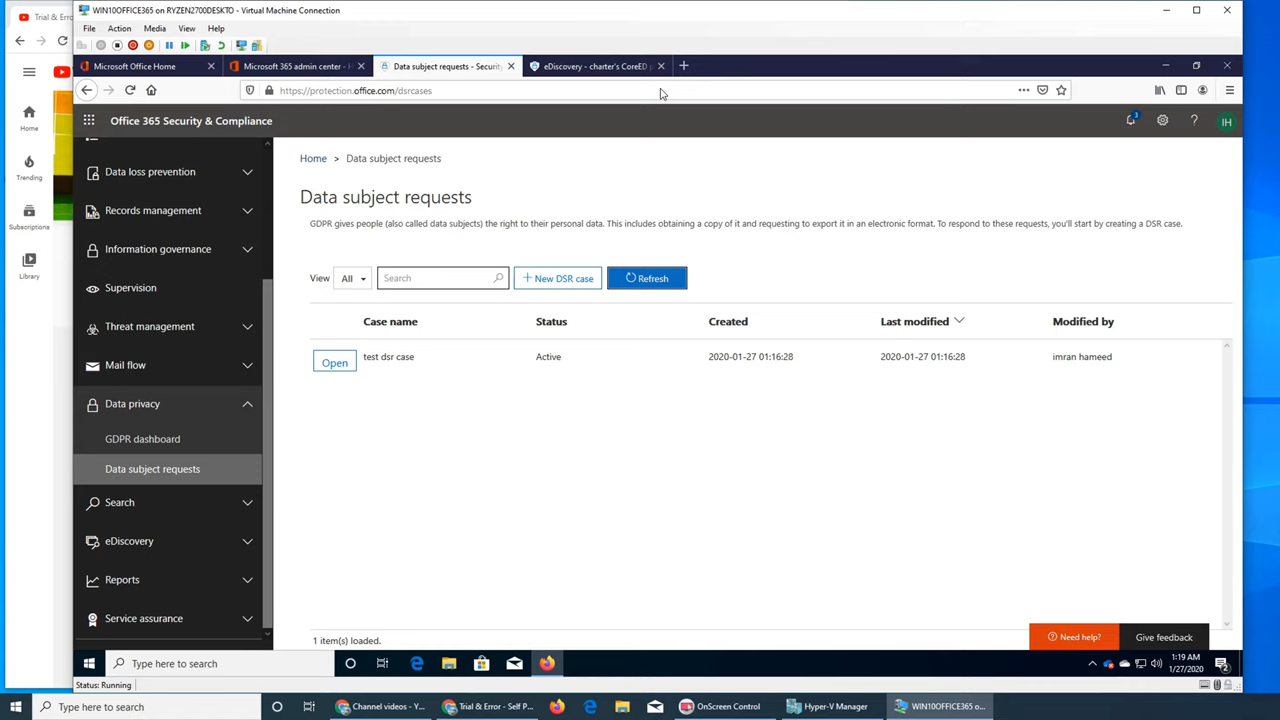 Trial & Erro
WIN10OFFICE365 on RYZEN2700DESKTO - Virtual Machine Connection
File Action Media View Help
Microsoft Office Home
Microsoft 365 admin center - H
Data subject requests - Securit
eDiscovery - charter's CoreED p
https://protection.office.com/dsrcases
Office 365 Security & Compliance
3
IH
Home
Trending
Subscriptions
Library
Data loss prevention
Records management
Information governance
Supervision
Threat management
Mail flow
Data privacy
GDPR dashboard
Data subject requests
Search
eDiscovery
Reports
Service assurance
Home > Data subject requests
Data subject requests
GDPR gives people (also called data subjects) the right to their personal data. This includes obtaining a copy of it and requesting to export it in an electronic format. To respond to these requests, you'll start by creating a DSR case.
View All Search + New DSR case Refresh
Case name Status Created Last modified Modified by
Open test dsr case Active 2020-01-27 01:16:28 2020-01-27 01:16:28 imran hameed
1 item(s) loaded.
Need help? Give feedback
Type here to search
1:19 AM
1/27/2020
2
Status: Running
Type here to search
Channel videos - Y...
Trial & Error - Self P...
OnScreen Control
Hyper-V Manager
WIN10OFFICE365 o...